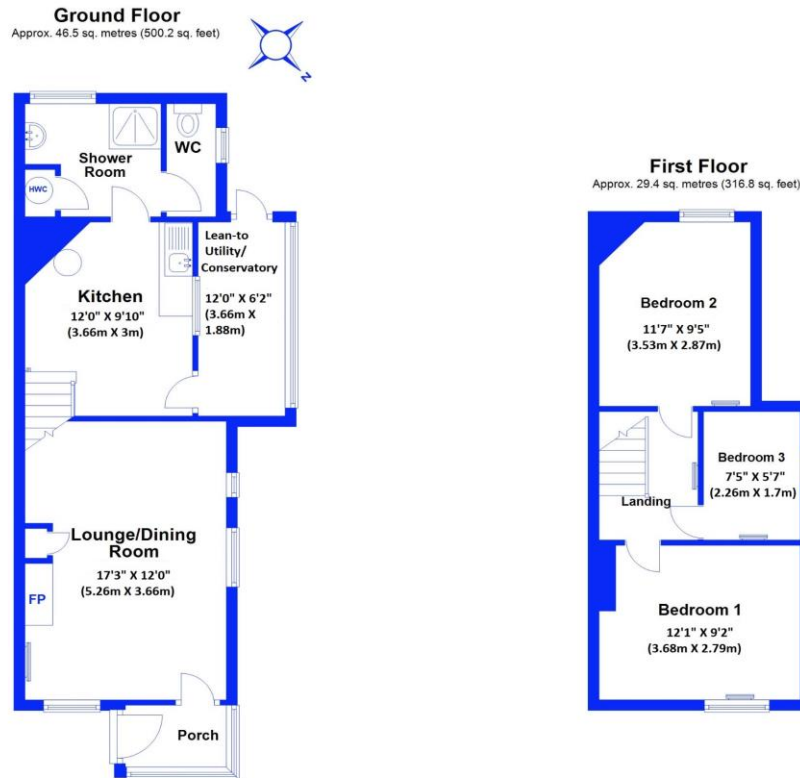 Ground Floor
Approx. 46.5 sq. metres (500.2 sq. feet)
N
WC
Shower
Room
HWC
Lean-to
Utility/
Conservatory
12'0" X 6'2"
(3.66m X
1.88m)
Kitchen
12'0" X 9'10"
(3.66m X 3m)
Lounge/Dining
Room
17'3" X 12'0"
(5.26m X 3.66m)
FP
Porch
First Floor
Approx. 29.4 sq. metres (316.8 sq. feet)
Bedroom 2
11'7" X 9'5"
(3.53m X 2.87m)
Bedroom 3
7'5" X 5'7"
(2.26m X 1.7m)
Landing
Bedroom 1
12'1" X 9'2"
(3.68m X 2.79m)